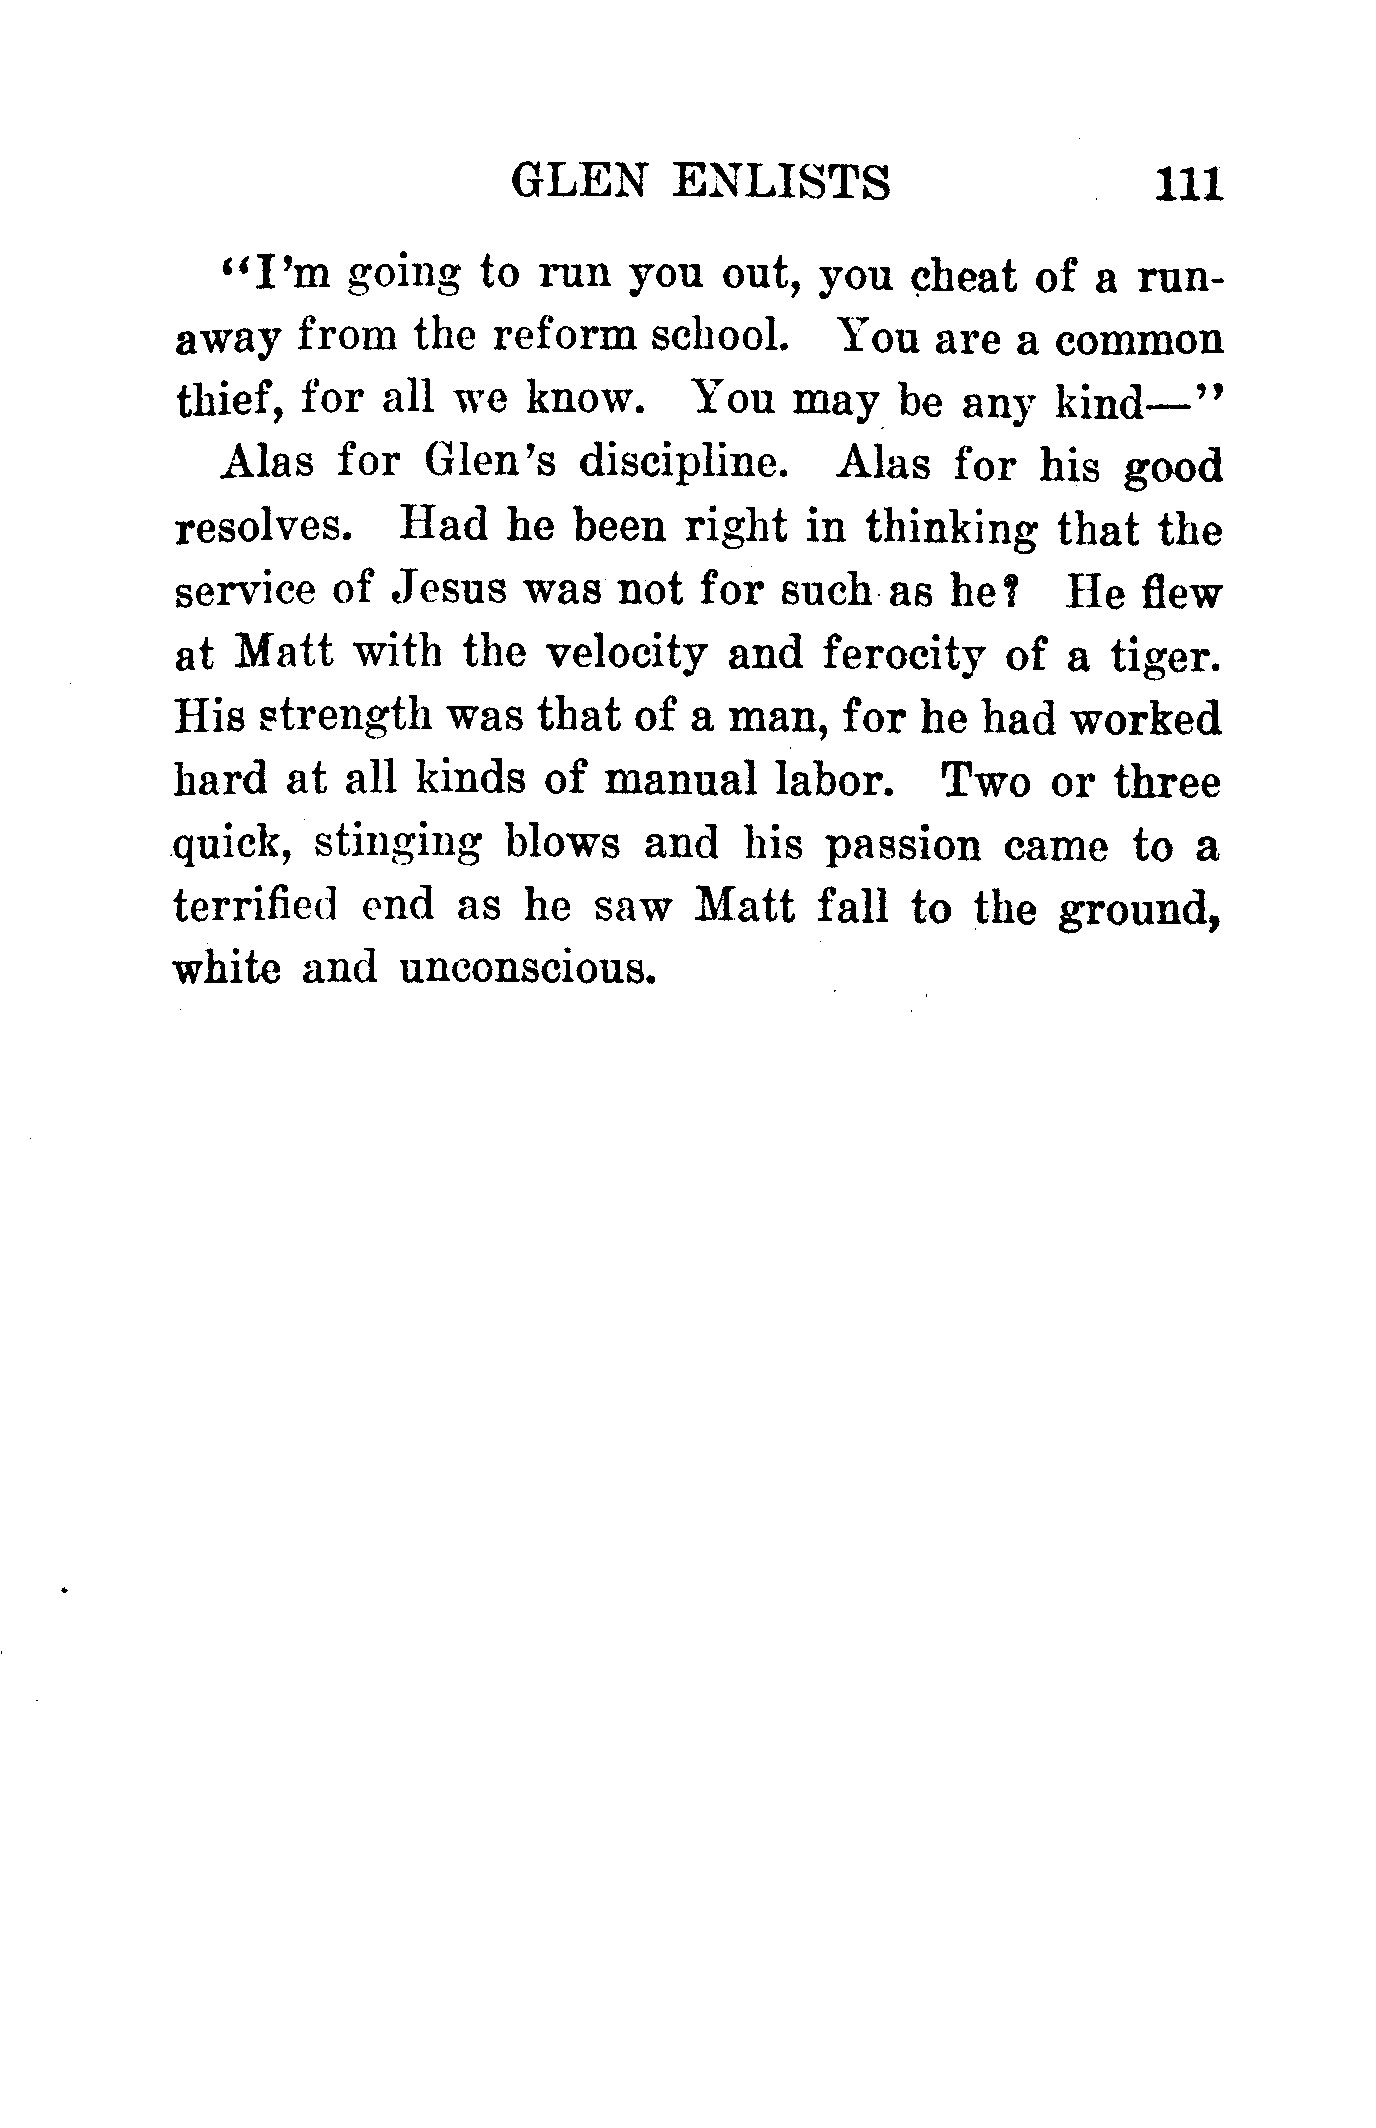 GLEN ENLISTS 111
“I’m going to run you out, you cheat of a run-
away from the reform school. You are a common
thief, for all we know. You may be any kind—”
Alas for Glen’s discipline. Alas for his good
resolves. Had he been right in thinking that the
service of Jesus was not for such as he? He flew
at Matt with the velocity and ferocity of a tiger.
His strength was that of a man, for he had worked
hard at all kinds of manual labor. Two or three
quick, stinging blows and his passion came to a
terrified end as he saw Matt fall to the ground,
white and unconscious.